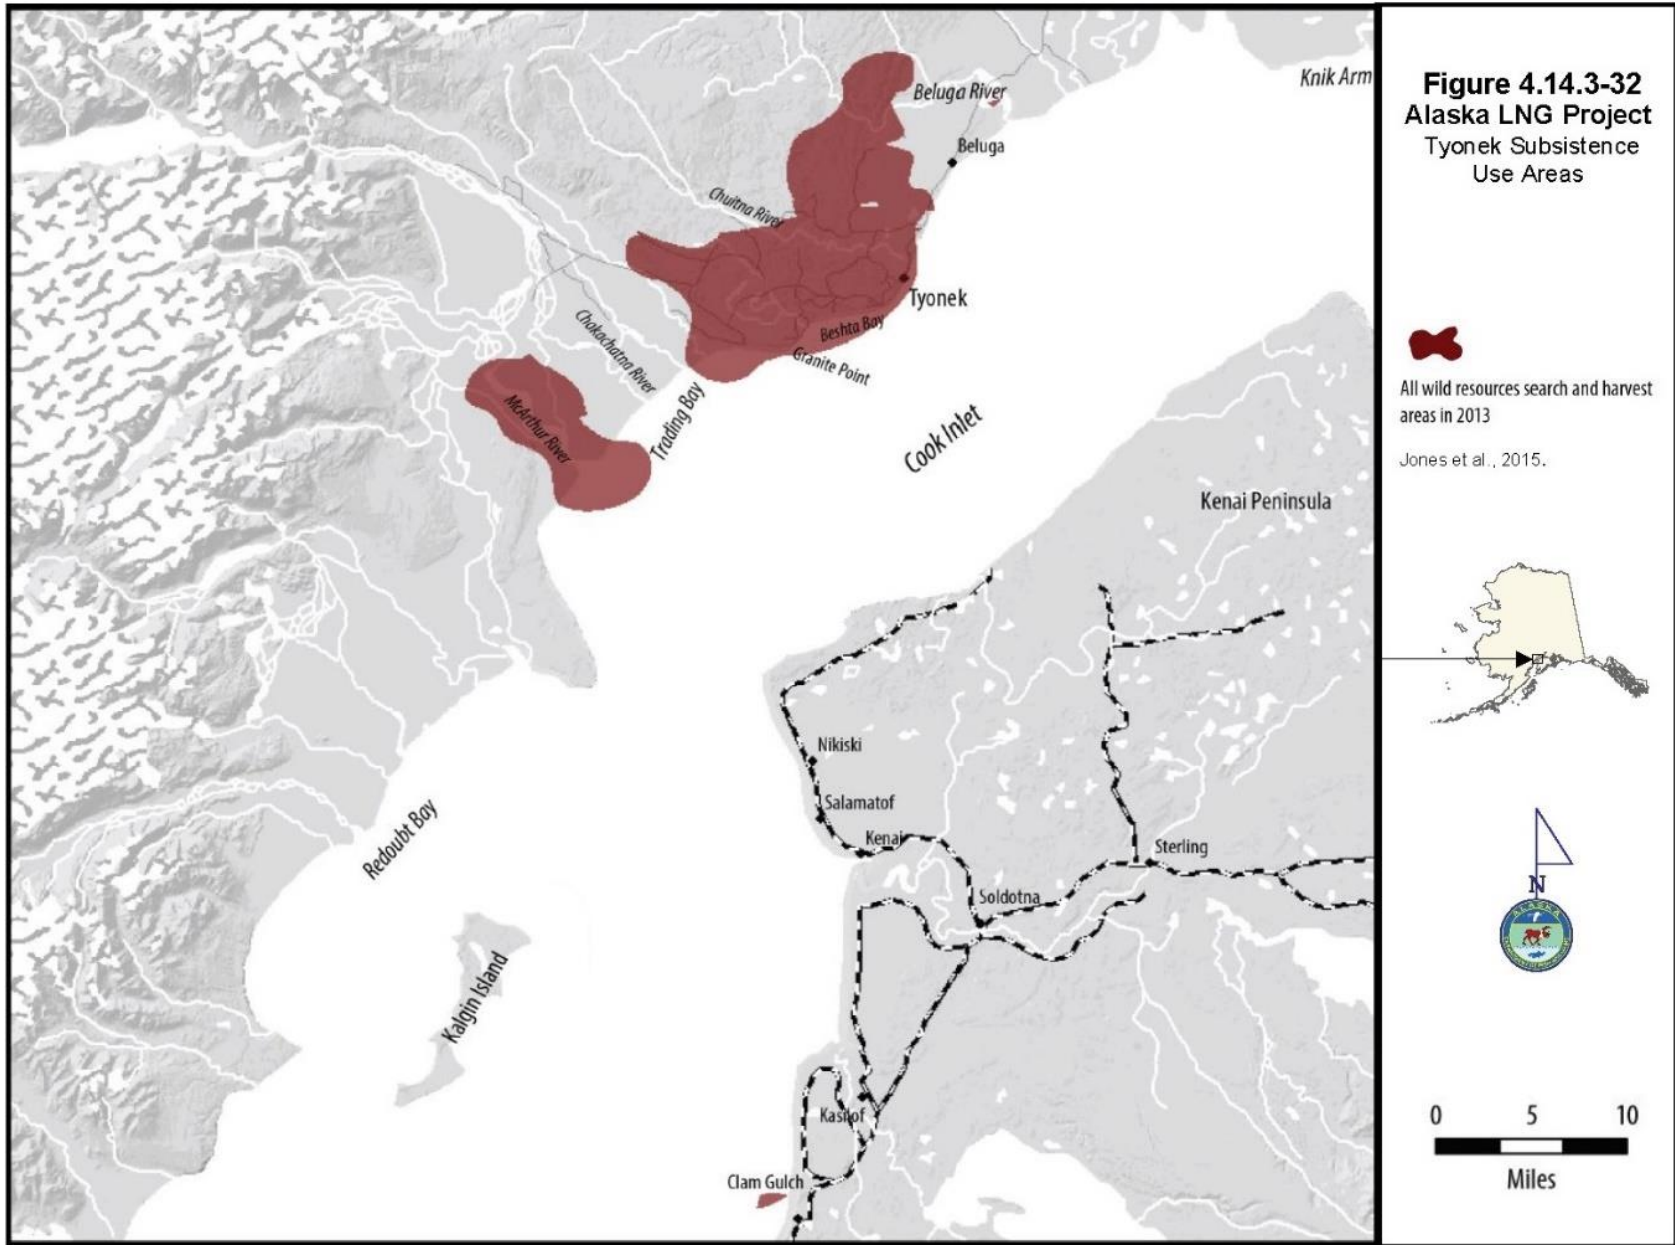 Knik Arm
Beluga River
Beluga
Chuitna River
Tyonek
Beshta Bay
Granite Point
Chakachatna River
Trading Bay
McArthur River
Cook Inlet
Kenai Peninsula
Nikiski
Salamatof
Kenai
Sterling
Soldotna
Redoubt Bay
Kalgin Island
Kasilof
Clam Gulch
Figure 4.14.3-32
Alaska LNG Project
Tyonek Subsistence
Use Areas
All wild resources search and harvest
areas in 2013
Jones et al., 2015.
N
ALASKA
0 5 10
Miles